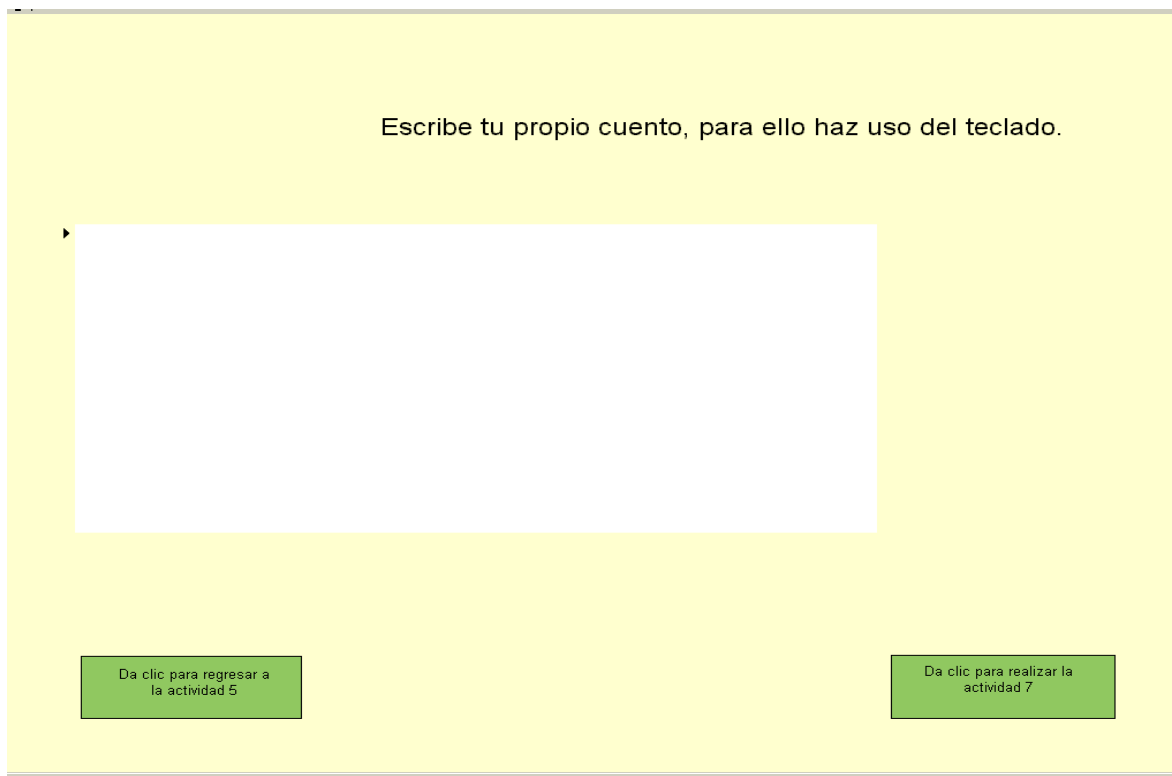 Escribe tu propio cuento, para ello haz uso del teclado.
Da clic para regresar a
la actividad 5
Da clic para realizar la
actividad 7